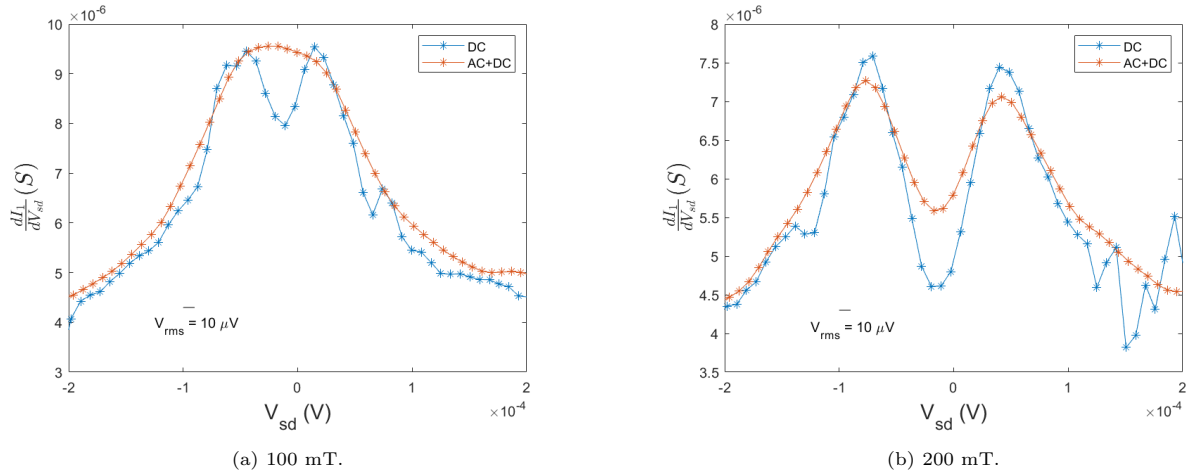 ×10⁻⁶
10
9
8
7
6
5
4
3
dI₁/dV_sd (S)
DC
AC+DC
V_rms = 10 μV
-2 -1 0 1 2
V_sd (V)
×10⁻⁴
(a) 100 mT.
×10⁻⁶
8
7.5
7
6.5
6
5.5
5
4.5
4
3.5
dI₁/dV_sd (S)
DC
AC+DC
V_rms = 10 μV
-2 -1 0 1 2
V_sd (V)
×10⁻⁴
(b) 200 mT.